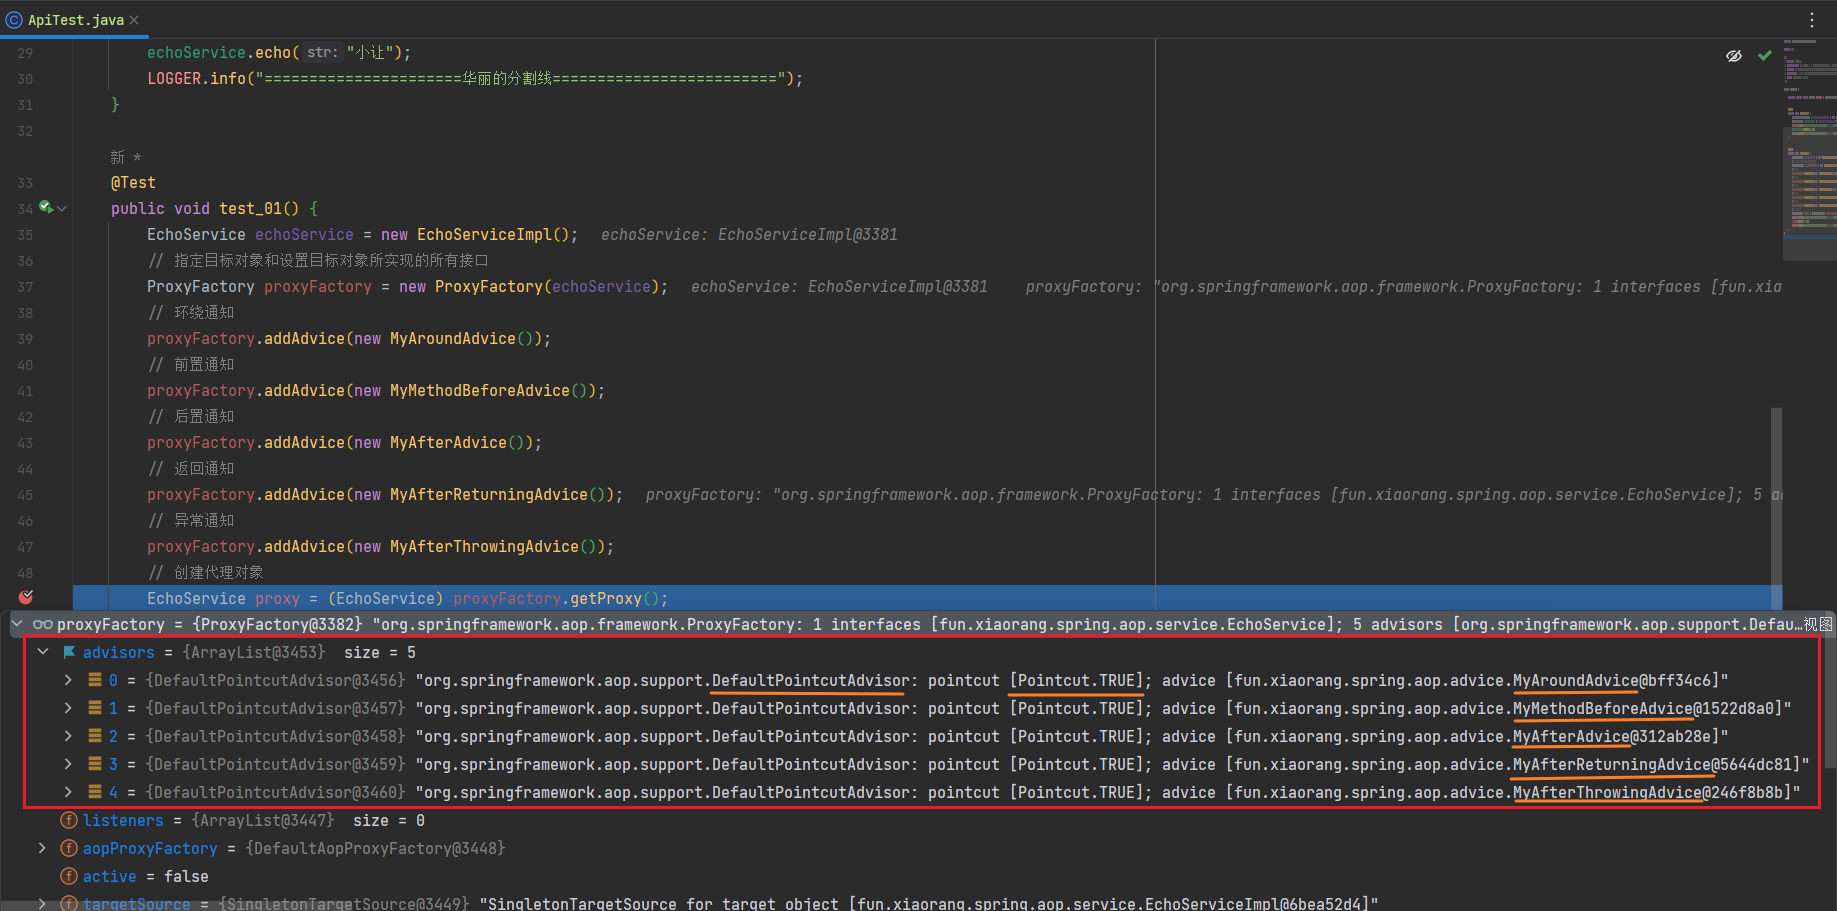 ApiTest.java
29 echoService.echo( str: "小让");
30 LOGGER.info("======================华丽的分割线=========================");
31 }
32
新 *
33 @Test
34 public void test_01() {
35 EchoService echoService = new EchoServiceImpl(); echoService: EchoServiceImpl@3381
36 // 指定目标对象和设置目标对象所实现的所有接口
37 ProxyFactory proxyFactory = new ProxyFactory(echoService); echoService: EchoServiceImpl@3381 proxyFactory: "org.springframework.aop.framework.ProxyFactory: 1 interfaces [fun.xia
38 // 环绕通知
39 proxyFactory.addAdvice(new MyAroundAdvice());
40 // 前置通知
41 proxyFactory.addAdvice(new MyMethodBeforeAdvice());
42 // 后置通知
43 proxyFactory.addAdvice(new MyAfterAdvice());
44 // 返回通知
45 proxyFactory.addAdvice(new MyAfterReturningAdvice()); proxyFactory: "org.springframework.aop.framework.ProxyFactory: 1 interfaces [fun.xiaorang.spring.aop.service.EchoService]; 5 a
46 // 异常通知
47 proxyFactory.addAdvice(new MyAfterThrowingAdvice());
48 // 创建代理对象
EchoService proxy = (EchoService) proxyFactory.getProxy();
proxyFactory = {ProxyFactory@3382} "org.springframework.aop.framework.ProxyFactory: 1 interfaces [fun.xiaorang.spring.aop.service.EchoService]; 5 advisors [org.springframework.aop.support.Defau...视图
advisors = {ArrayList@3453} size = 5
0 = {DefaultPointcutAdvisor@3456} "org.springframework.aop.support.DefaultPointcutAdvisor: pointcut [Pointcut.TRUE]; advice [fun.xiaorang.spring.aop.advice.MyAroundAdvice@bff34c6]"
1 = {DefaultPointcutAdvisor@3457} "org.springframework.aop.support.DefaultPointcutAdvisor: pointcut [Pointcut.TRUE]; advice [fun.xiaorang.spring.aop.advice.MyMethodBeforeAdvice@1522d8a0]"
2 = {DefaultPointcutAdvisor@3458} "org.springframework.aop.support.DefaultPointcutAdvisor: pointcut [Pointcut.TRUE]; advice [fun.xiaorang.spring.aop.advice.MyAfterAdvice@312ab28e]"
3 = {DefaultPointcutAdvisor@3459} "org.springframework.aop.support.DefaultPointcutAdvisor: pointcut [Pointcut.TRUE]; advice [fun.xiaorang.spring.aop.advice.MyAfterReturningAdvice@5644dc81]"
4 = {DefaultPointcutAdvisor@3460} "org.springframework.aop.support.DefaultPointcutAdvisor: pointcut [Pointcut.TRUE]; advice [fun.xiaorang.spring.aop.advice.MyAfterThrowingAdvice@246f8b8b]"
listeners = {ArrayList@3447} size = 0
aopProxyFactory = {DefaultAopProxyFactory@3448}
active = false
targetSource = {SingletonTargetSource@3449} "SingletonTargetSource for target object [fun.xiaorang.spring.aop.service.EchoServiceImpl@6bea52d4]"